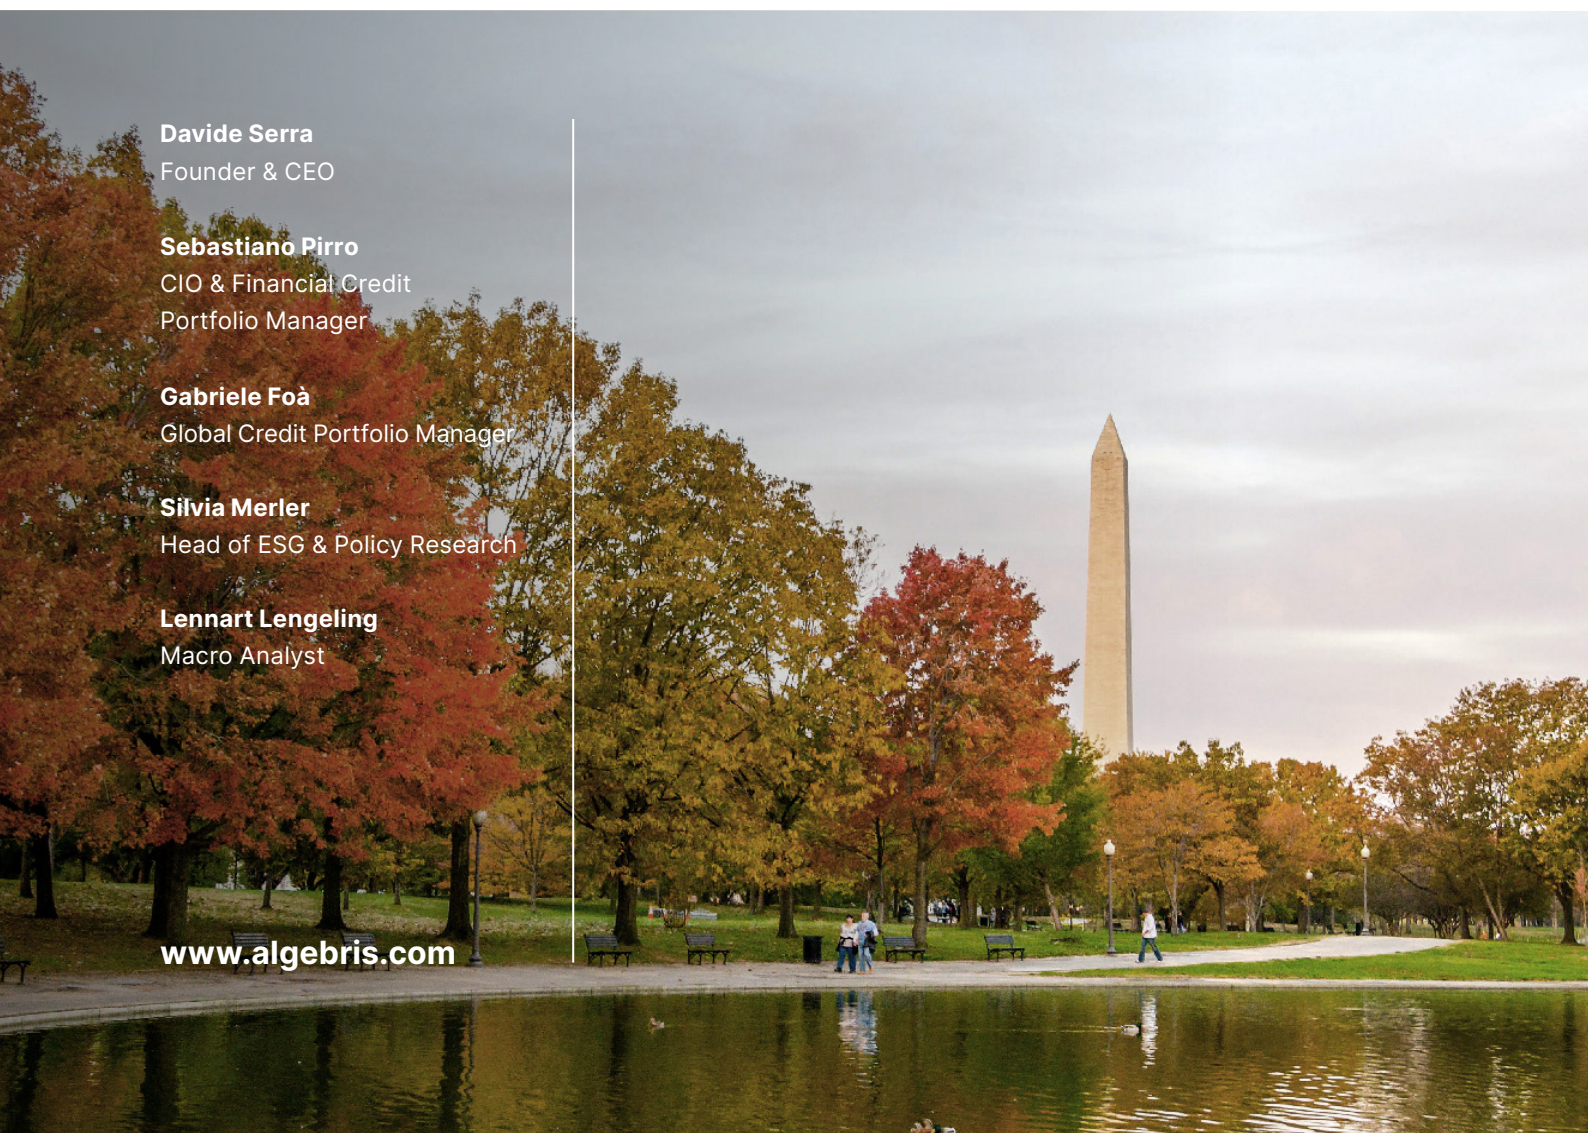 Davide Serra
Founder & CEO
Sebastiano Pirro
CIO & Financial Credit
Portfolio Manager
Gabriele Foà
Global Credit Portfolio Manager
Silvia Merler
Head of ESG & Policy Research
Lennart Lengeling
Macro Analyst
www.algebris.com